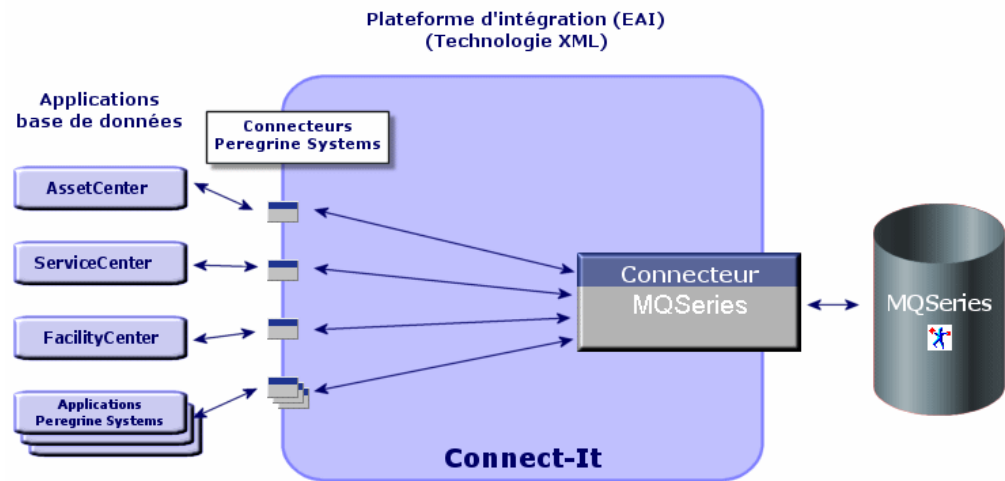 Plateforme d'intégration (EAI)
(Technologie XML)
Applications
base de données
Connecteurs
Peregrine Systems
AssetCenter
ServiceCenter
FacilityCenter
Applications
Peregrine Systems
Connecteur
MQSeries
MQSeries
Connect-It